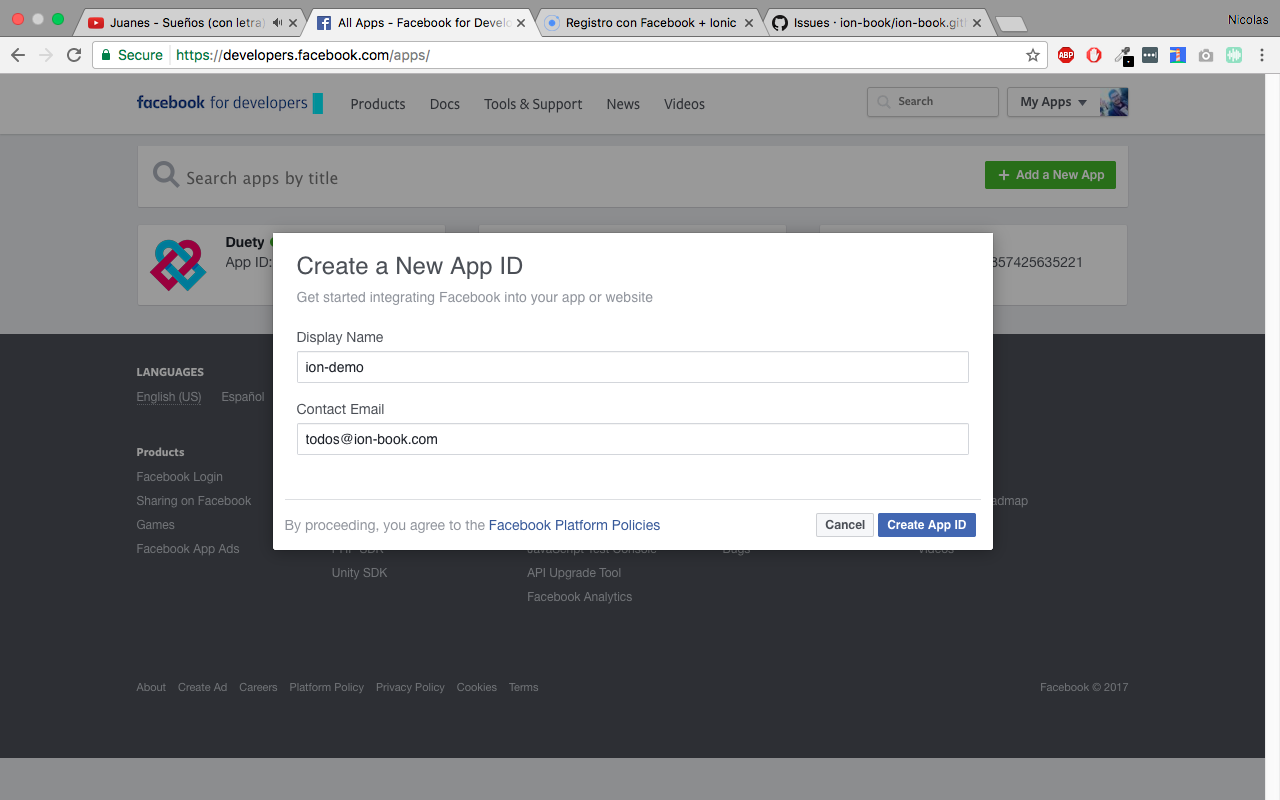 Juanes - Sueños (con letra)
All Apps - Facebook for Develo
Registro con Facebook + Ionic
Issues · ion-book/ion-book.git
Nicolas
Secure
https://developers.facebook.com/apps/
ABP
facebook for developers
Products
Docs
Tools & Support
News
Videos
Search
My Apps
Search apps by title
+ Add a New App
Duety
App ID:
857425635221
Create a New App ID
Get started integrating Facebook into your app or website
Display Name
ion-demo
Contact Email
todos@ion-book.com
By proceeding, you agree to the Facebook Platform Policies
Cancel
Create App ID
LANGUAGES
English (US)
Español
Products
Facebook Login
Sharing on Facebook
Games
Facebook App Ads
PHP SDK
Unity SDK
JavaScript Test Console
API Upgrade Tool
Facebook Analytics
Bugs
admap
Videos
About
Create Ad
Careers
Platform Policy
Privacy Policy
Cookies
Terms
Facebook © 2017